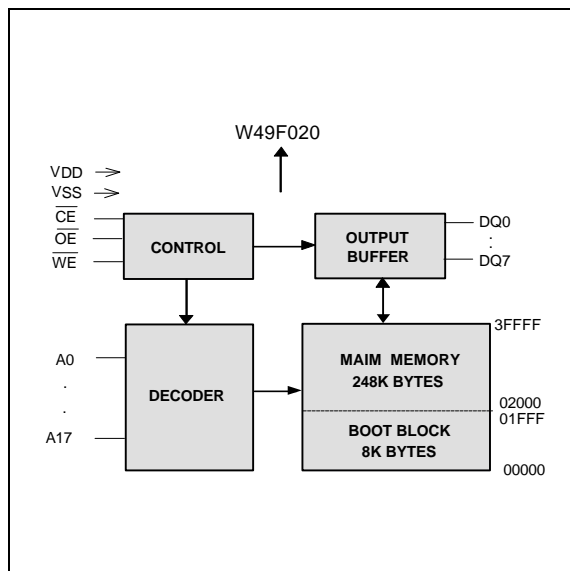 W49F020
VDD
VSS
CE
OE
WE
CONTROL
OUTPUT
BUFFER
DQ0
:
DQ7
A0
.
.
A17
DECODER
3FFFF
MAIM MEMORY
248K BYTES
02000
01FFF
BOOT BLOCK
8K BYTES
00000